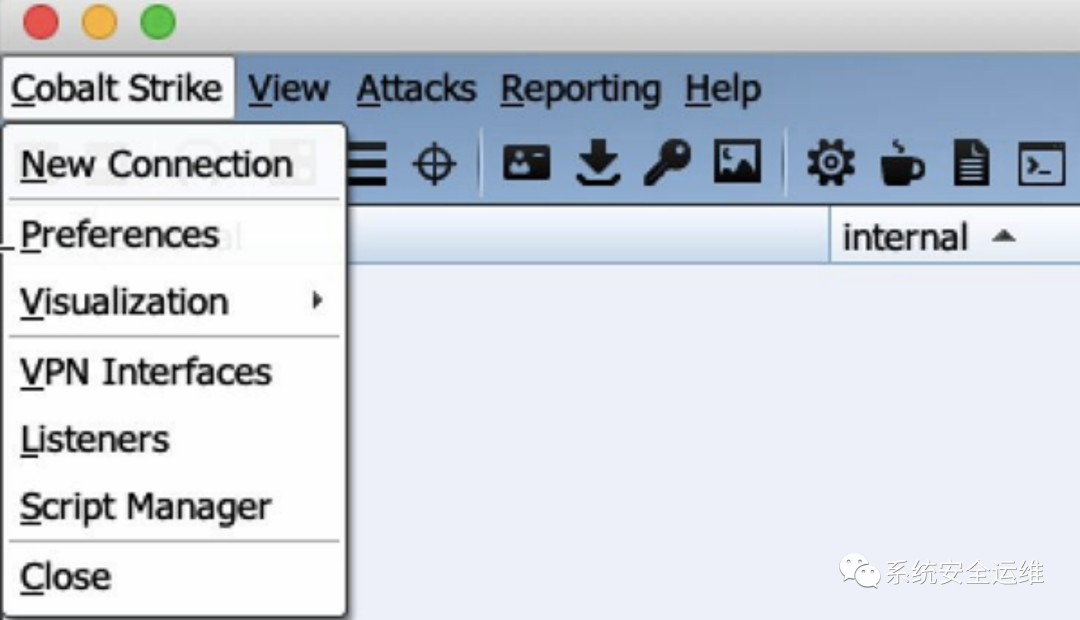 Cobalt Strike View Attacks Reporting Help
New Connection
Preferences
internal
Visualization
VPN Interfaces
Listeners
Script Manager
Close
系统安全运维